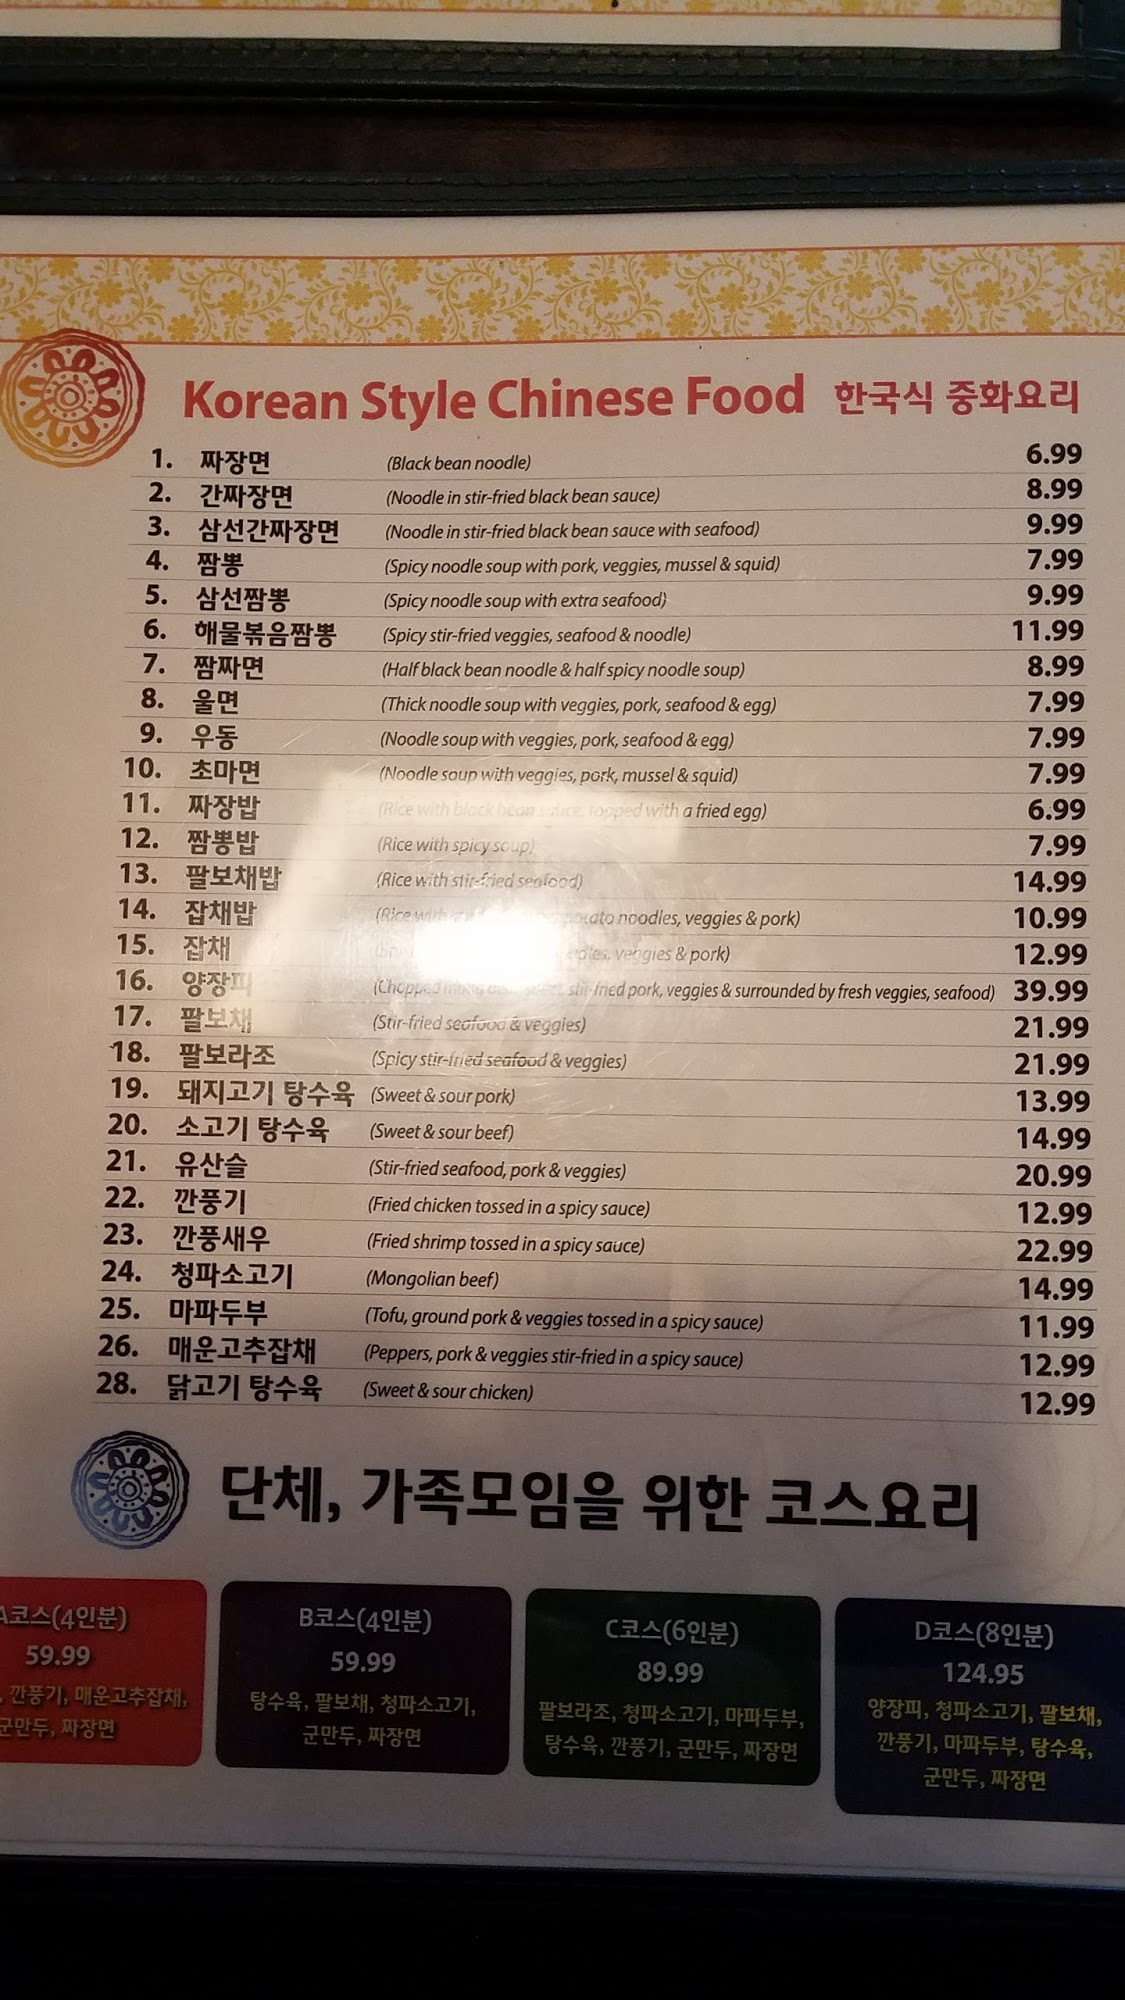 Korean Style Chinese Food 한국식 중화요리
1. 짜장면 (Black bean noodle) 6.99
2. 간짜장면 (Noodle in stir-fried black bean sauce) 8.99
3. 삼선간짜장면 (Noodle in stir-fried black bean sauce with seafood) 9.99
4. 짬뽕 (Spicy noodle soup with pork, veggies, mussel & squid) 7.99
5. 삼선짬뽕 (Spicy noodle soup with extra seafood) 9.99
6. 해물볶음짬뽕 (Spicy stir-fried veggies, seafood & noodle) 11.99
7. 짬짜면 (Half black bean noodle & half spicy noodle soup) 8.99
8. 울면 (Thick noodle soup with veggies, pork, seafood & egg) 7.99
9. 우동 (Noodle soup with veggies, pork, seafood & egg) 7.99
10. 초마면 (Noodle soup with veggies, pork, mussel & squid) 7.99
11. 짜장밥 (Rice with black bean sauce, topped with a fried egg) 6.99
12. 짬뽕밥 (Rice with spicy soup) 7.99
13. 팔보채밥 (Rice with stir-fried seafood) 14.99
14. 잡채밥 (Rice with potato noodles, veggies & pork) 10.99
15. 잡채 veggies & pork) 12.99
16. 양장피 (Chopped stir-fried pork, veggies & surrounded by fresh veggies, seafood) 39.99
17. 팔보채 (Stir-fried seafood & veggies) 21.99
18. 팔보라조 (Spicy stir-fried seafood & veggies) 21.99
19. 돼지고기 탕수육 (Sweet & sour pork) 13.99
20. 소고기 탕수육 (Sweet & sour beef) 14.99
21. 유산슬 (Stir-fried seafood, pork & veggies) 20.99
22. 깐풍기 (Fried chicken tossed in a spicy sauce) 12.99
23. 깐풍새우 (Fried shrimp tossed in a spicy sauce) 22.99
24. 청파소고기 (Mongolian beef) 14.99
25. 마파두부 (Tofu, ground pork & veggies tossed in a spicy sauce) 11.99
26. 매운고추잡채 (Peppers, pork & veggies stir-fried in a spicy sauce) 12.99
28. 닭고기 탕수육 (Sweet & sour chicken) 12.99
단체, 가족모임을 위한 코스요리
A코스(4인분)
59.99
, 깐풍기, 매운고추잡채,
군만두, 짜장면
B코스(4인분)
59.99
탕수육, 팔보채, 청파소고기,
군만두, 짜장면
C코스(6인분)
89.99
팔보라조, 청파소고기, 마파두부,
탕수육, 깐풍기, 군만두, 짜장면
D코스(8인분)
124.95
양장피, 청파소고기, 팔보채,
깐풍기, 마파두부, 탕수육,
군만두, 짜장면